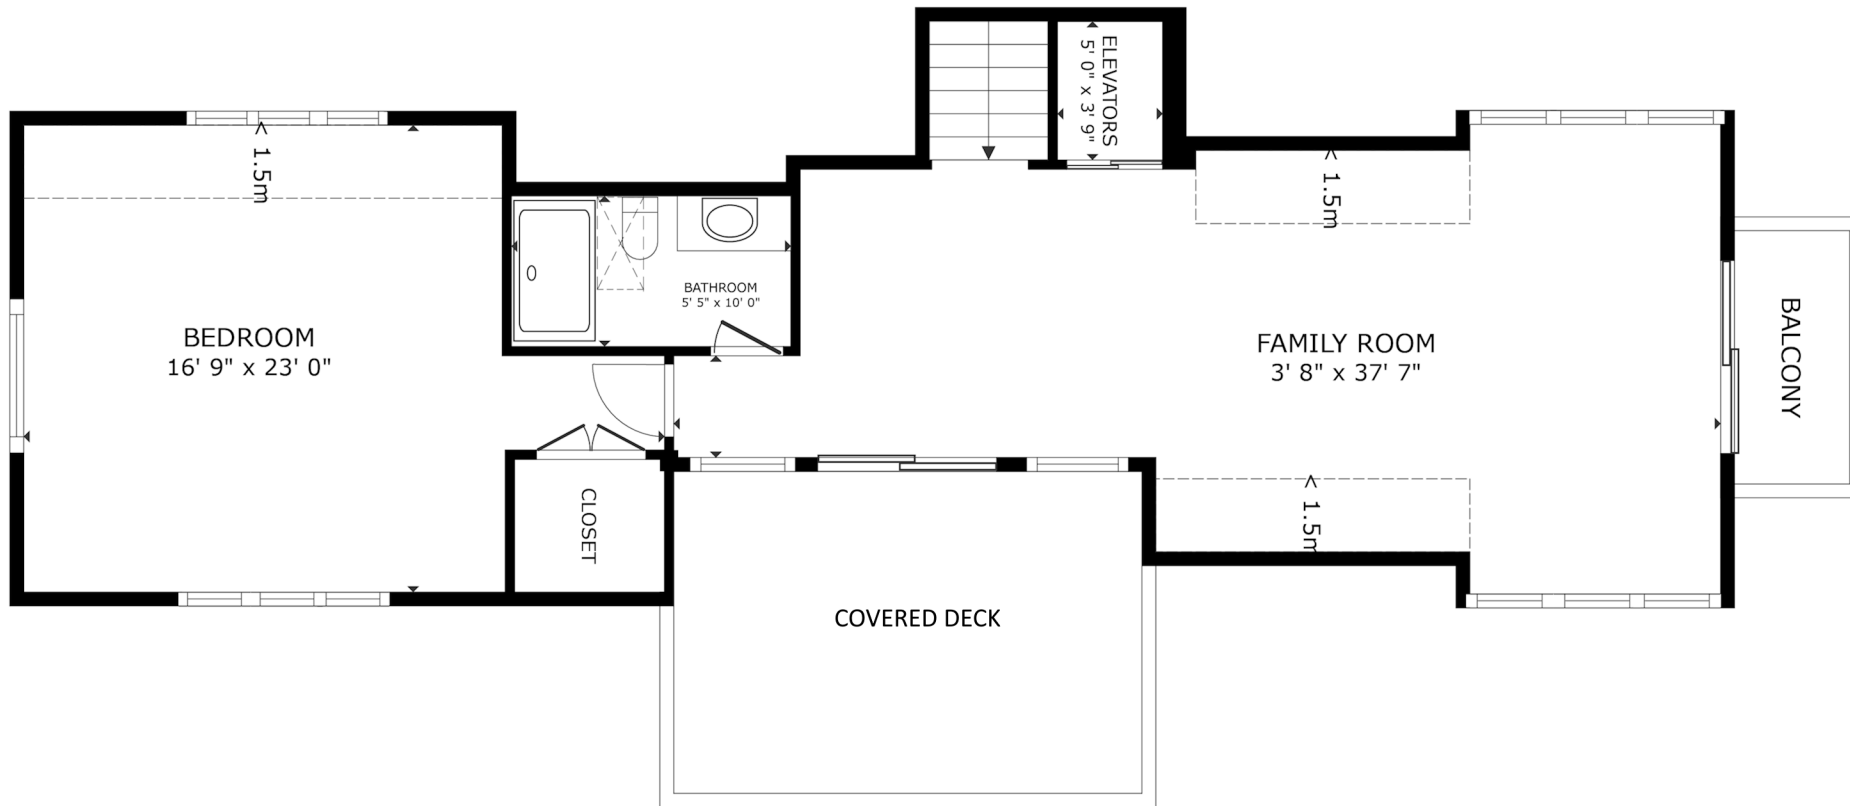 ELEVATORS
5' 0" x 3' 9"
< 1.5m
< 1.5m
BATHROOM
5' 5" x 10' 0"
BEDROOM
16' 9" x 23' 0"
FAMILY ROOM
3' 8" x 37' 7"
BALCONY
CLOSET
< 1.5m
COVERED DECK